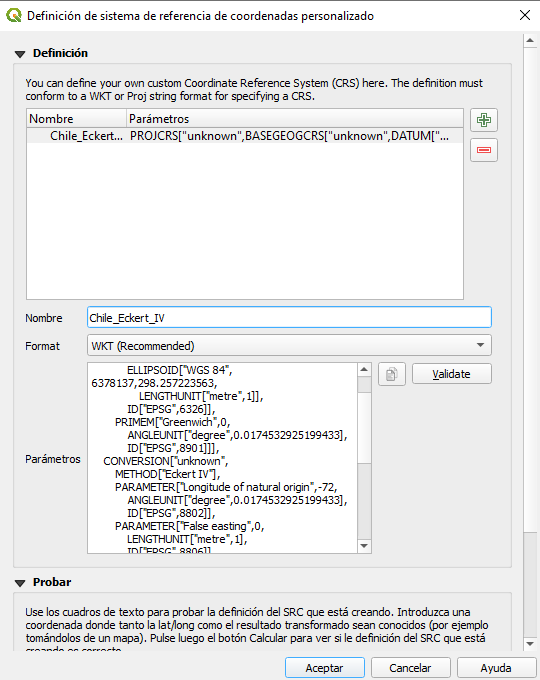 Definición de sistema de referencia de coordenadas personalizado
Definición
You can define your own custom Coordinate Reference System (CRS) here. The definition must
conform to a WKT or Proj string format for specifying a CRS.
Nombre Parámetros
Chile_Eckert... PROJCRS["unknown",BASEGEOGCRS["unknown",DATUM["...
Nombre Chile_Eckert_IV
Format WKT (Recommended)
Parámetros
ELLIPSOID["WGS 84",
6378137,298.257223563,
LENGTHUNIT["metre",1]],
ID["EPSG",6326]],
PRIMEM["Greenwich",0,
ANGLEUNIT["degree",0.0174532925199433],
ID["EPSG",8901]]],
CONVERSION["unknown",
METHOD["Eckert IV"],
PARAMETER["Longitude of natural origin",-72,
ANGLEUNIT["degree",0.0174532925199433],
ID["EPSG",8802]],
PARAMETER["False easting",0,
LENGTHUNIT["metre",1],
ID["EPSG",8806]],
Validate
Probar
Use los cuadros de texto para probar la definición del SRC que está creando. Introduzca una
coordenada donde tanto la lat/long como el resultado transformado sean conocidos (por ejemplo
tomándolos de un mapa). Pulse luego el botón Calcular para ver si le definición del SRC que está
creando es correcto.
Aceptar Cancelar Ayuda